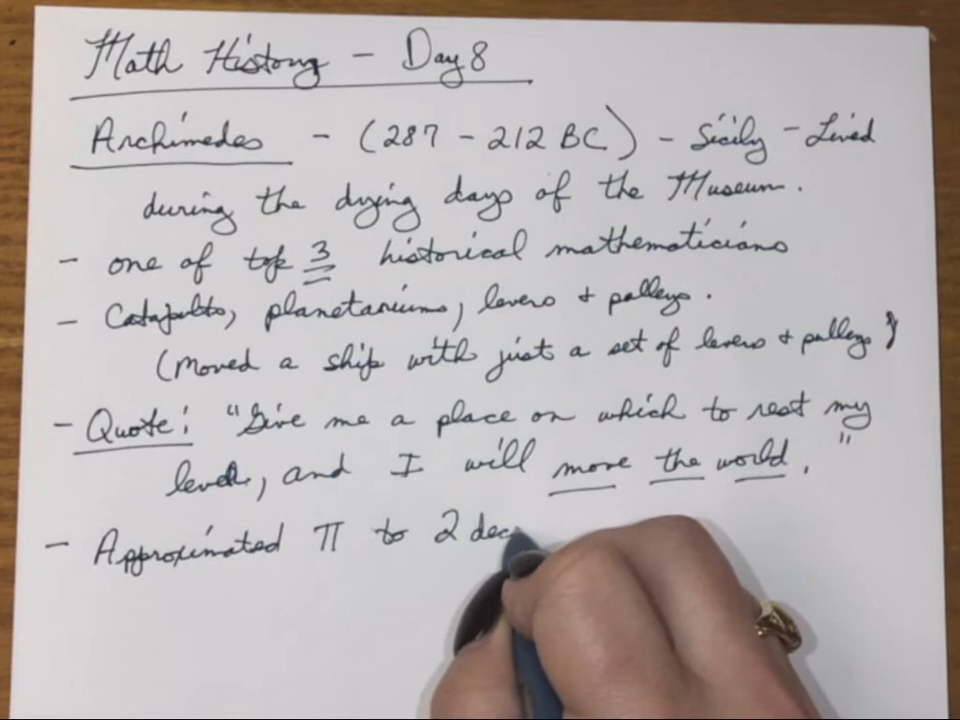 Math History - Day 8
Archimedes - (287 - 212 BC) - Sicily - Lived
during the dying days of the Museum.
- one of top 3 historical mathematicians
- Catapults, planetariums, levers + pulleys.
(Moved a ship with just a set of levers + pulleys)
- Quote: "Give me a place on which to rest my
lever, and I will move the world."
- Approximated π to 2 dec